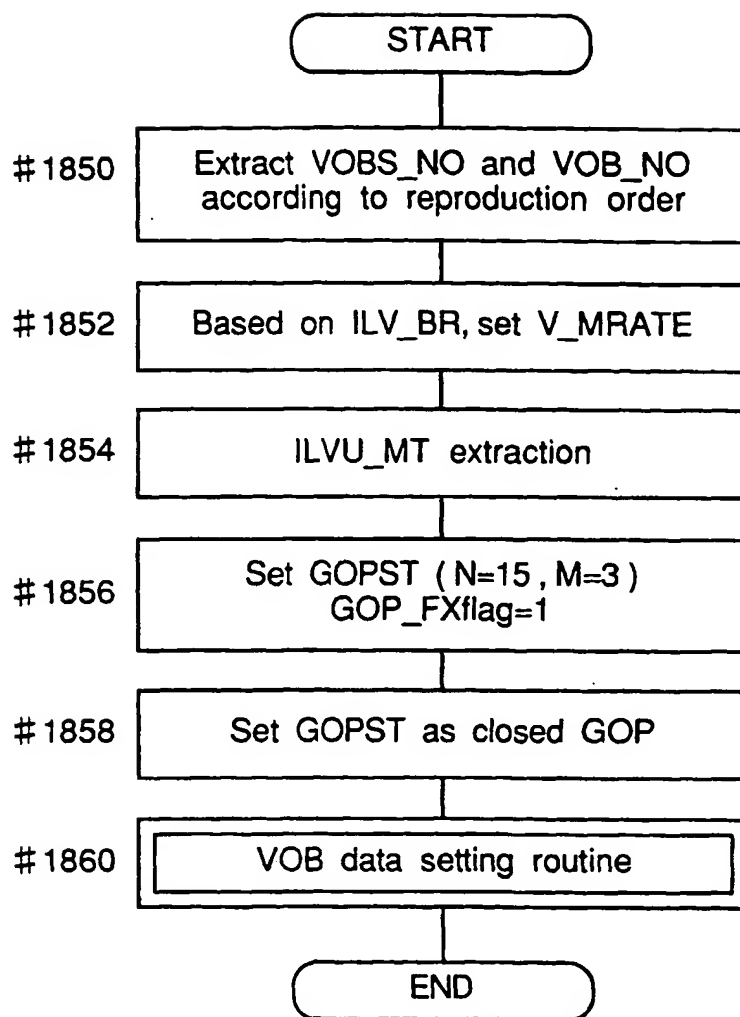 START
#1850
Extract VOBS_NO and VOB_NO
according to reproduction order
#1852
Based on ILV_BR, set V_MRATE
#1854
ILVU_MT extraction
#1856
Set GOPST (N=15, M=3)
GOP_FXflag=1
#1858
Set GOPST as closed GOP
#1860
VOB data setting routine
END